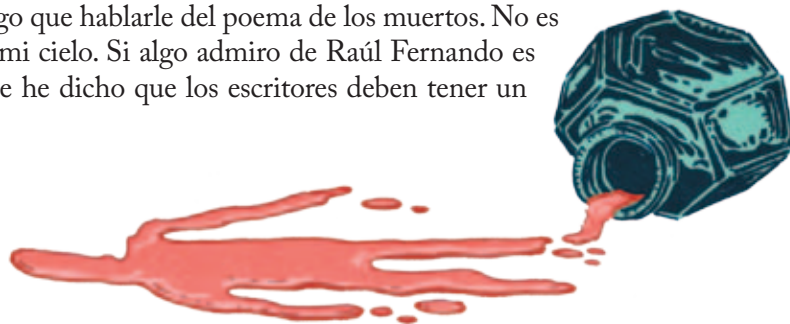 go que hablarle del poema de los muertos. No es
mi cielo. Si algo admiro de Raúl Fernando es
e he dicho que los escritores deben tener un